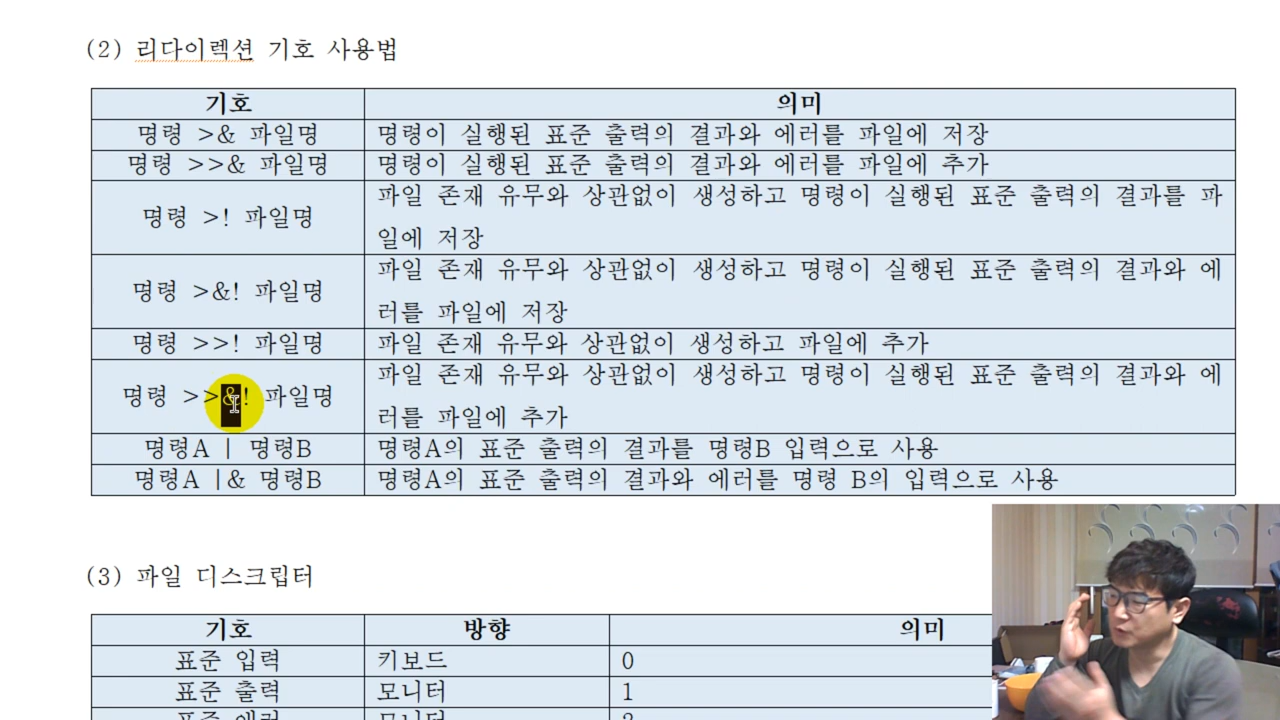 (2) 리다이렉션 기호 사용법
기호 의미
명령 >& 파일명 명령이 실행된 표준 출력의 결과와 에러를 파일에 저장
명령 >>& 파일명 명령이 실행된 표준 출력의 결과와 에러를 파일에 추가
명령 >! 파일명 파일 존재 유무와 상관없이 생성하고 명령이 실행된 표준 출력의 결과를 파
일에 저장
명령 >&! 파일명 파일 존재 유무와 상관없이 생성하고 명령이 실행된 표준 출력의 결과와 에
러를 파일에 저장
명령 >>! 파일명 파일 존재 유무와 상관없이 생성하고 파일에 추가
명령 >>&! 파일명 파일 존재 유무와 상관없이 생성하고 명령이 실행된 표준 출력의 결과와 에
러를 파일에 추가
명령A | 명령B 명령A의 표준 출력의 결과를 명령B 입력으로 사용
명령A |& 명령B 명령A의 표준 출력의 결과와 에러를 명령 B의 입력으로 사용
(3) 파일 디스크립터
기호 방향 의미
표준 입력 키보드 0
표준 출력 모니터 1